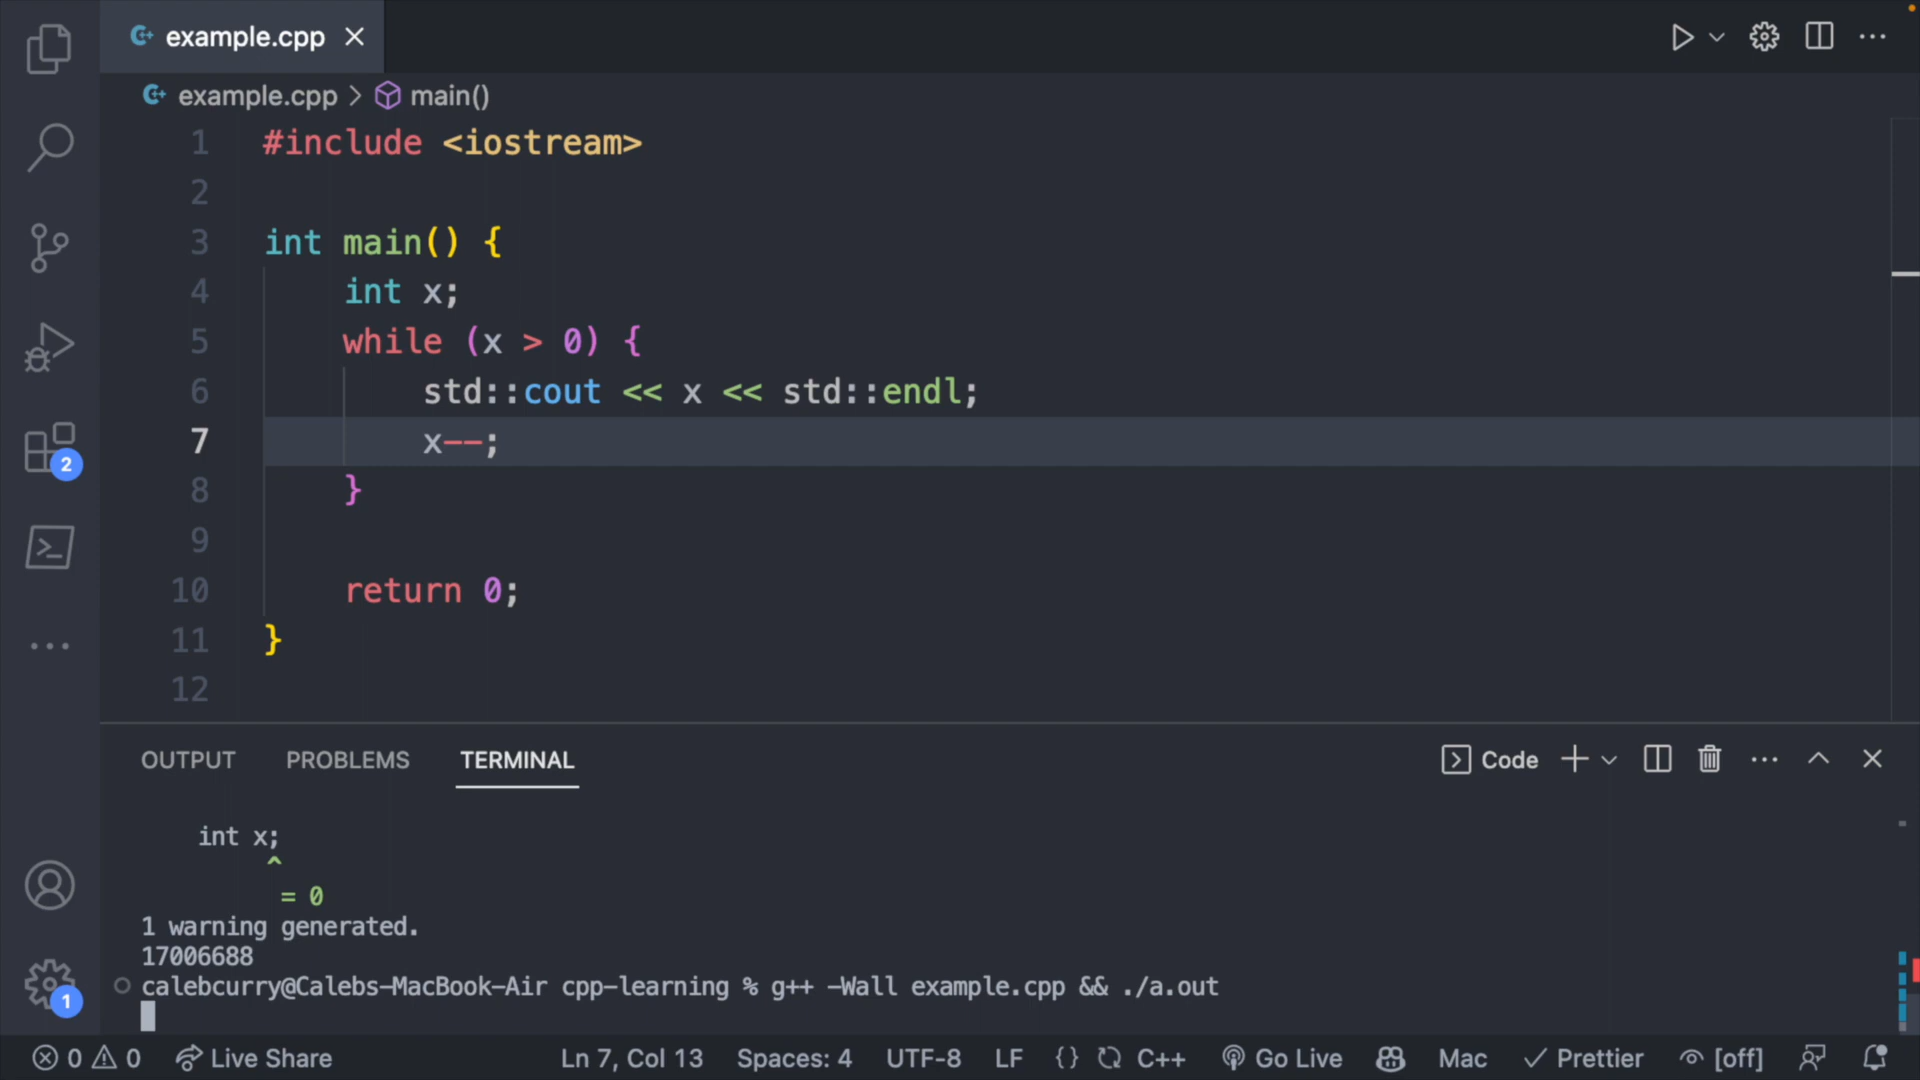 example.cpp
example.cpp > main()
1 #include <iostream>
2
3 int main() {
4     int x;
5     while (x > 0) {
6         std::cout << x << std::endl;
7         x--;
8     }
9
10     return 0;
11 }
12
2
1
OUTPUT PROBLEMS TERMINAL Code
int x;
^
= 0
1 warning generated.
17006688
calebcurry@Calebs-MacBook-Air cpp-learning % g++ -Wall example.cpp && ./a.out
0 0 Live Share Ln 7, Col 13 Spaces: 4 UTF-8 LF {} C++ Go Live Mac Prettier [off]